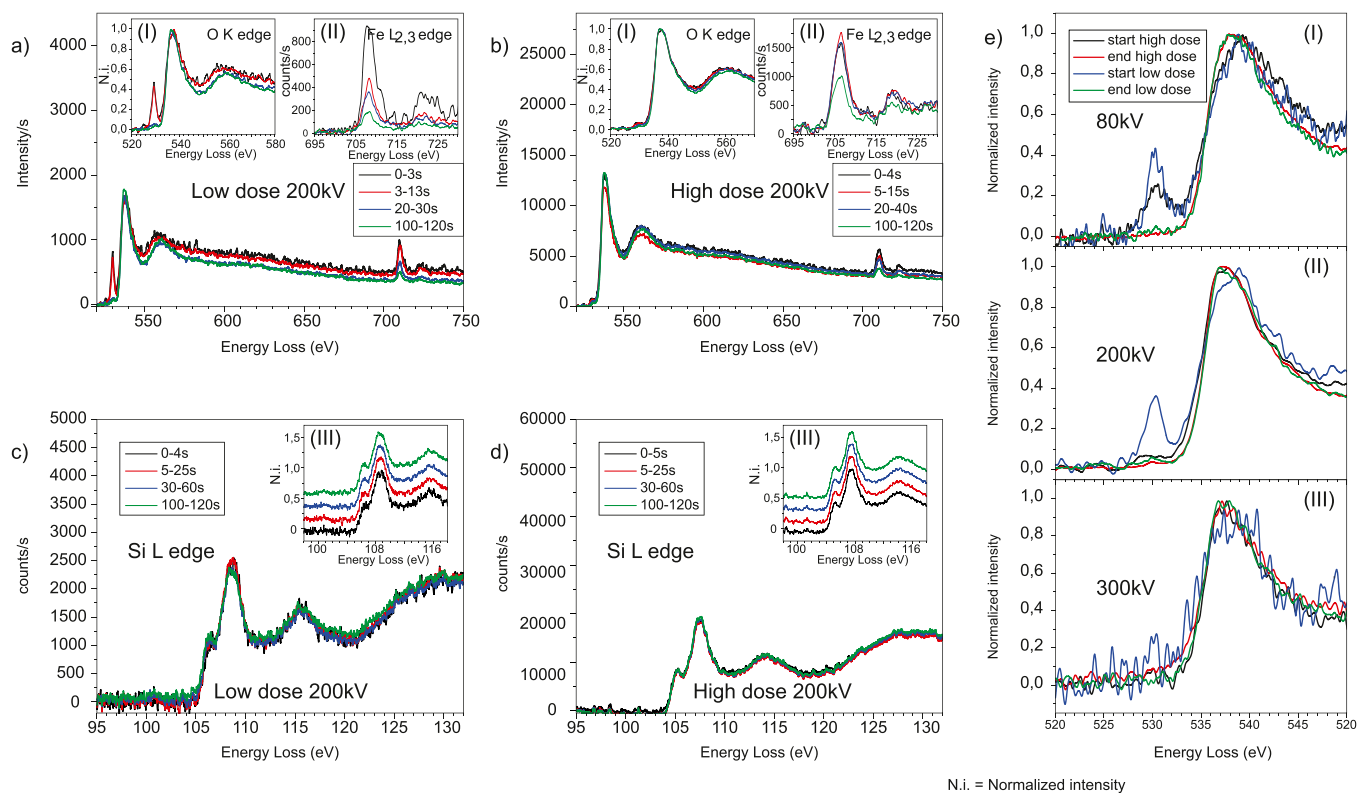 a)
Intensity/s
4000
3000
2000
1000
0
550
600
650
700
750
Energy Loss (eV)
Low dose 200kV
0-3s
3-13s
20-30s
100-120s
(I)
O K edge
N.i.
1,0
0,8
0,6
0,4
0,2
0,0
520
540
560
580
Energy Loss (eV)
(II)
Fe L2,3 edge
counts/s
800
600
400
200
0
695
705
715
725
Energy Loss (eV)
b)
Intensity/s
25000
20000
15000
13000
10000
5000
0
550
600
650
700
750
Energy Loss (eV)
High dose 200kV
0-4s
5-15s
20-40s
100-120s
(I)
O K edge
N.i.
1,0
0,8
0,6
0,4
0,2
0,0
520
540
560
Energy Loss (eV)
(II)
Fe L2,3 edge
counts/s
1500
1000
500
0
695
705
715
725
Energy Loss (eV)
c)
counts/s
5000
4500
4000
3500
3000
2500
2000
1500
1000
500
0
95
100
105
110
115
120
125
130
Energy Loss (eV)
0-4s
5-25s
30-60s
100-120s
Si L edge
Low dose 200kV
(III)
N.i.
1,5
1,0
0,5
0
100
108
116
Energy Loss (eV)
d)
counts/s
60000
50000
40000
30000
20000
10000
0
95
100
105
110
115
120
125
130
Energy Loss (eV)
0-5s
5-25s
30-60s
100-120s
Si L edge
High dose 200kV
(III)
N.i.
1,5
1,0
0,5
0
100
108
116
Energy Loss (eV)
e)
(I)
start high dose
end high dose
start low dose
end low dose
80kV
Normalized intensity
1,0
0,8
0,6
0,4
0,2
0,0
(II)
200kV
Normalized intensity
1,0
0,8
0,6
0,4
0,2
0,0
(III)
300kV
Normalized intensity
1,0
0,8
0,6
0,4
0,2
0,0
520
525
530
535
540
545
520
Energy Loss (eV)
N.i. = Normalized intensity